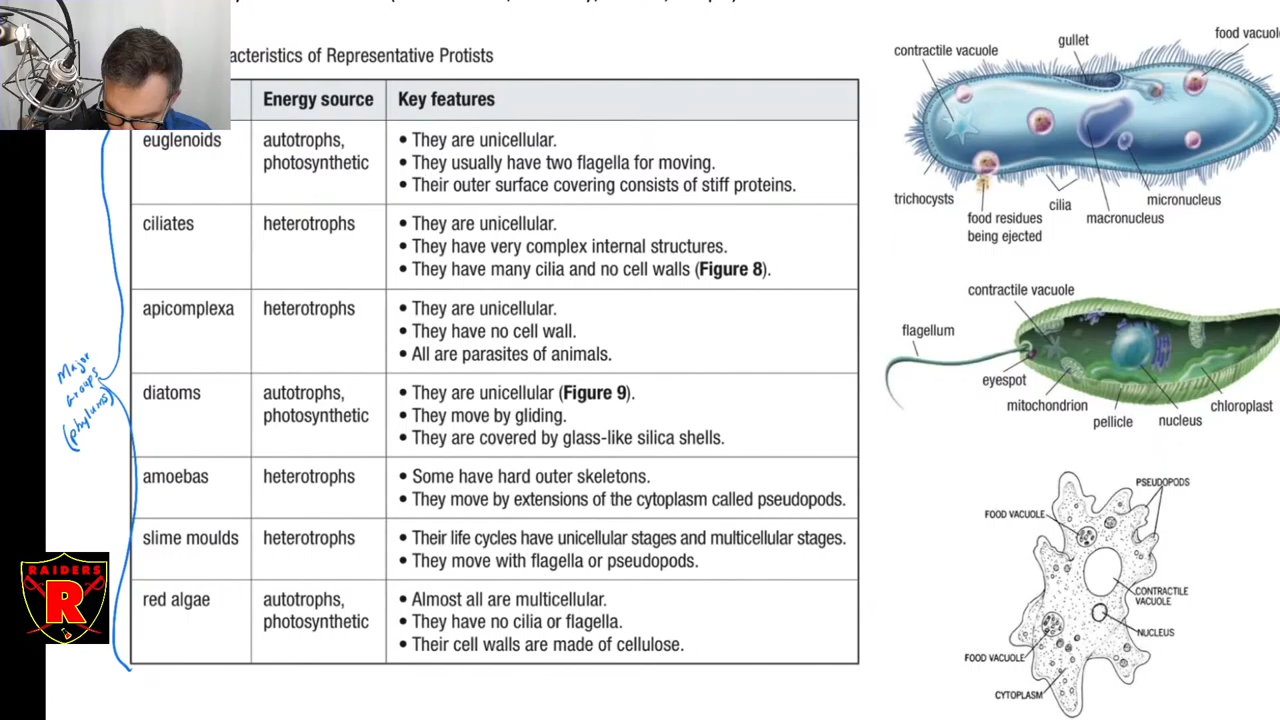 acteristics of Representative Protists
Energy source Key features
euglenoids autotrophs, photosynthetic
• They are unicellular.
• They usually have two flagella for moving.
• Their outer surface covering consists of stiff proteins.
ciliates heterotrophs
• They are unicellular.
• They have very complex internal structures.
• They have many cilia and no cell walls (Figure 8).
apicomplexa heterotrophs
• They are unicellular.
• They have no cell wall.
• All are parasites of animals.
diatoms autotrophs, photosynthetic
• They are unicellular (Figure 9).
• They move by gliding.
• They are covered by glass-like silica shells.
amoebas heterotrophs
• Some have hard outer skeletons.
• They move by extensions of the cytoplasm called pseudopods.
slime moulds heterotrophs
• Their life cycles have unicellular stages and multicellular stages.
• They move with flagella or pseudopods.
red algae autotrophs, photosynthetic
• Almost all are multicellular.
• They have no cilia or flagella.
• Their cell walls are made of cellulose.
Major
Groups
(phylums)
RAIDERS
R
contractile vacuole
gullet
food vacuole
trichocysts
food residues
being ejected
cilia
macronucleus
micronucleus
contractile vacuole
flagellum
eyespot
mitochondrion
pellicle
nucleus
chloroplast
PSEUDOPODS
FOOD VACUOLE
CONTRACTILE
VACUOLE
NUCLEUS
FOOD VACUOLE
CYTOPLASM